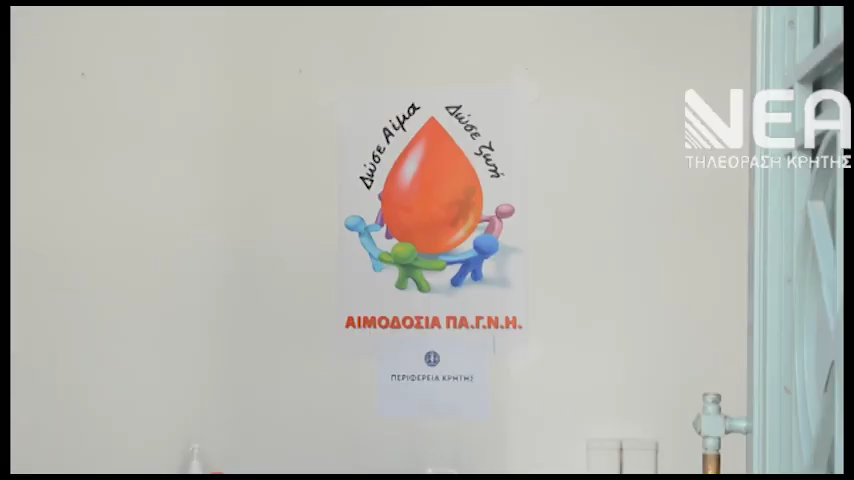 Δώσε Αίμα
Δώσε ζωή
ΑΙΜΟΔΟΣΙΑ ΠΑ.Γ.Ν.Η.
ΠΕΡΙΦΕΡΕΙΑ ΚΡΗΤΗΣ
ΝΕΑ
ΤΗΛΕΟΡΑΣΗ ΚΡΗΤΗΣ